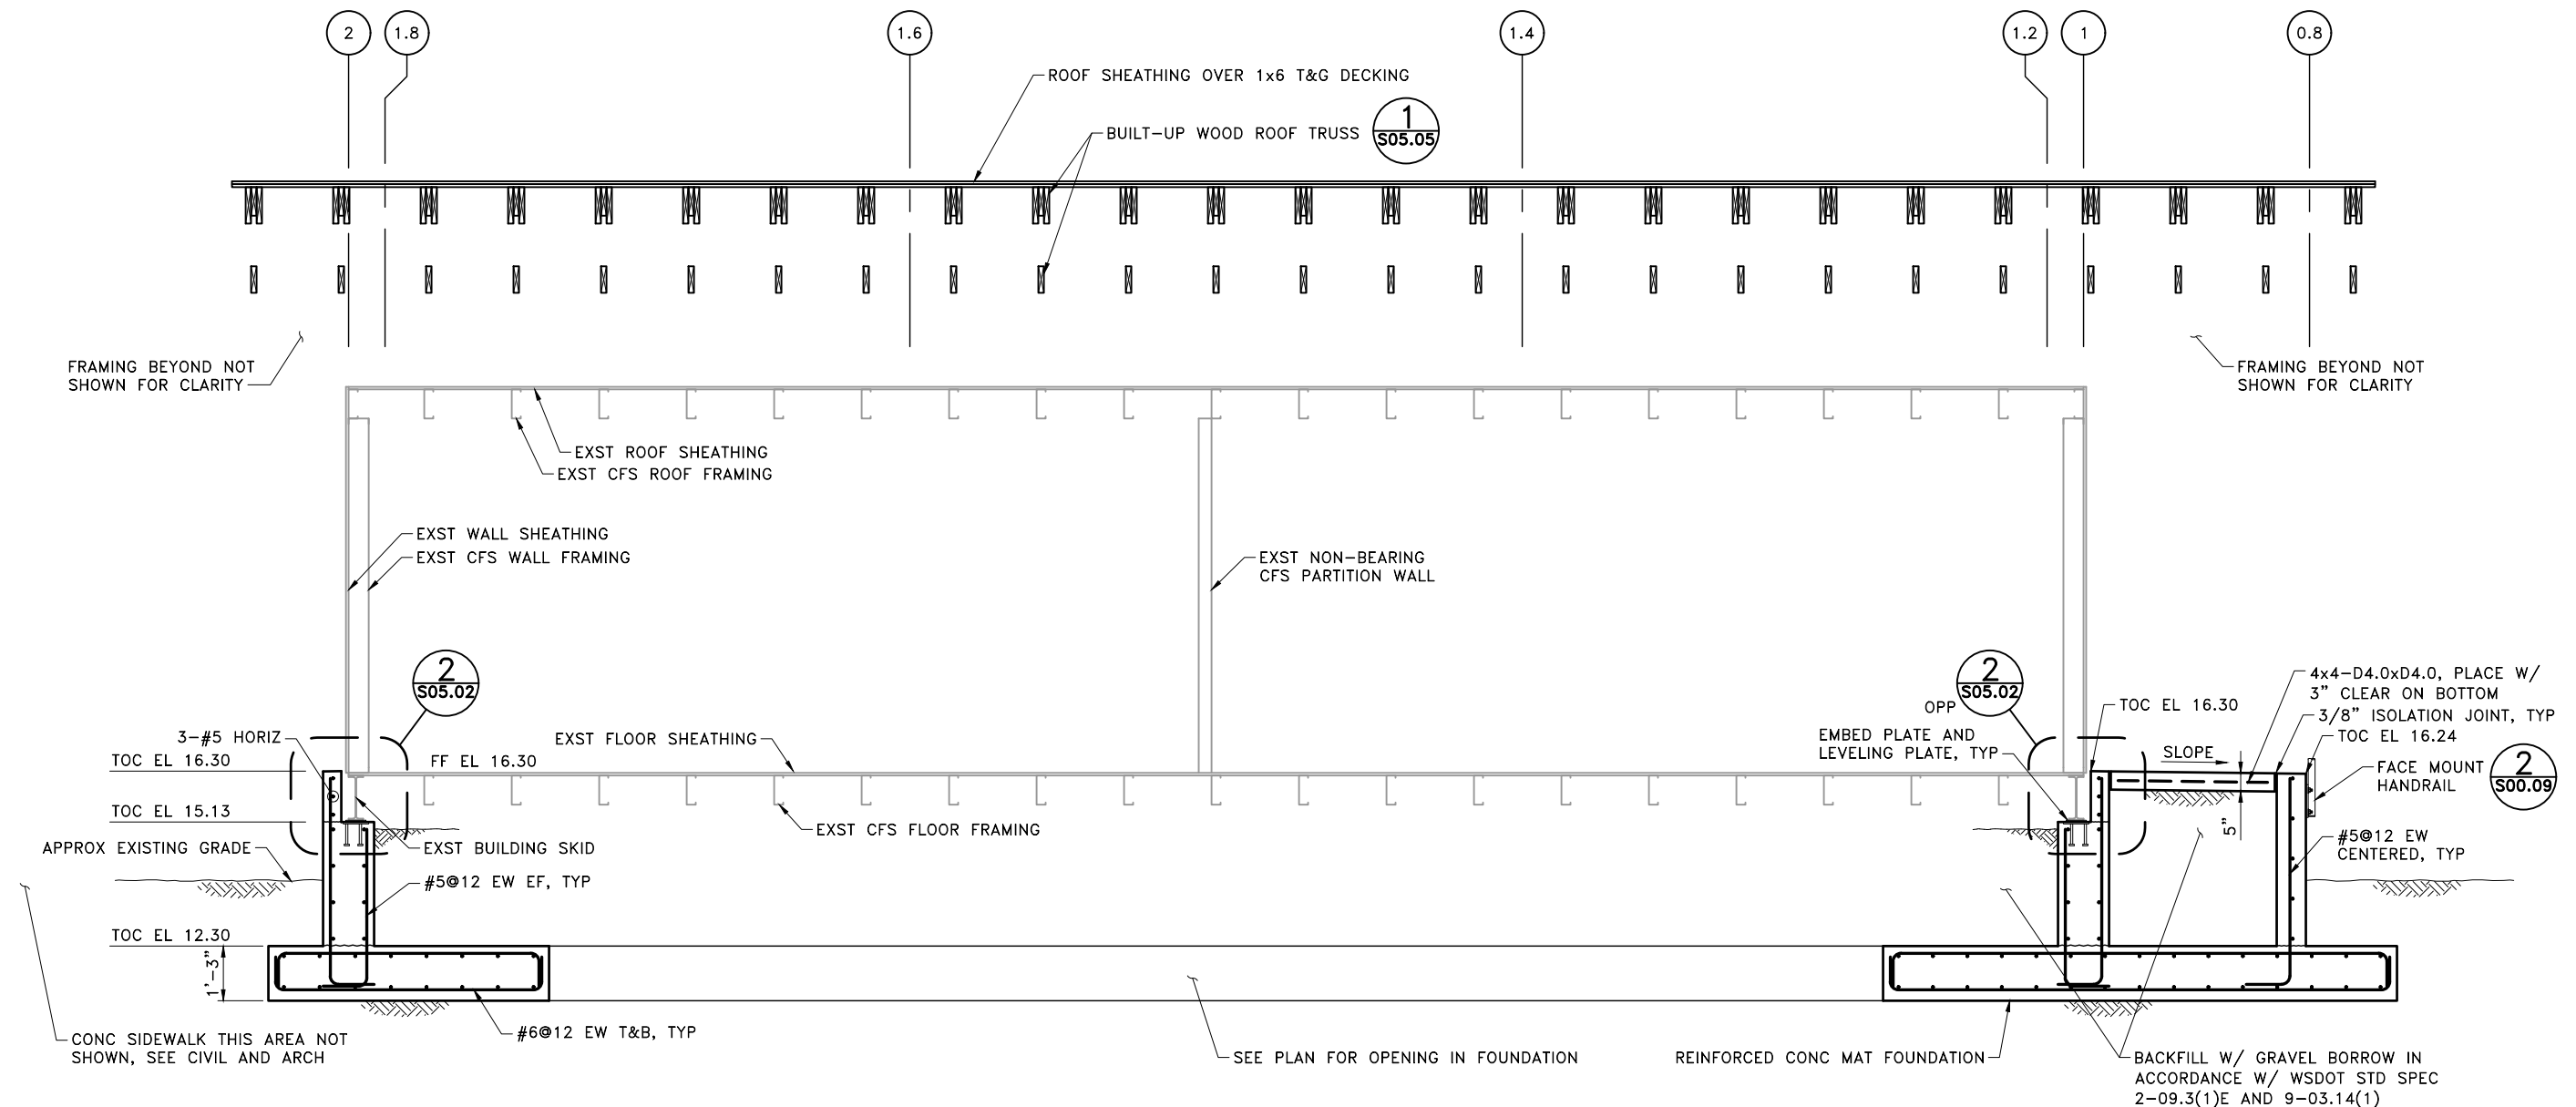 2
1.8
1.6
1.4
1.2
1
0.8
ROOF SHEATHING OVER 1x6 T&G DECKING
BUILT-UP WOOD ROOF TRUSS
1
S05.05
FRAMING BEYOND NOT
SHOWN FOR CLARITY
FRAMING BEYOND NOT
SHOWN FOR CLARITY
EXST ROOF SHEATHING
EXST CFS ROOF FRAMING
EXST WALL SHEATHING
EXST CFS WALL FRAMING
EXST NON-BEARING
CFS PARTITION WALL
2
S05.02
3-#5 HORIZ
TOC EL 16.30
FF EL 16.30
EXST FLOOR SHEATHING
TOC EL 15.13
EXST CFS FLOOR FRAMING
APPROX EXISTING GRADE
EXST BUILDING SKID
#5@12 EW EF, TYP
TOC EL 12.30
1'-3"
#6@12 EW T&B, TYP
CONC SIDEWALK THIS AREA NOT
SHOWN, SEE CIVIL AND ARCH
SEE PLAN FOR OPENING IN FOUNDATION
REINFORCED CONC MAT FOUNDATION
2
S05.02
OPP
EMBED PLATE AND
LEVELING PLATE, TYP
TOC EL 16.30
SLOPE
4x4-D4.0xD4.0, PLACE W/
3" CLEAR ON BOTTOM
3/8" ISOLATION JOINT, TYP
TOC EL 16.24
FACE MOUNT
HANDRAIL
2
S00.09
5"
#5@12 EW
CENTERED, TYP
BACKFILL W/ GRAVEL BORROW IN
ACCORDANCE W/ WSDOT STD SPEC
2-09.3(1)E AND 9-03.14(1)